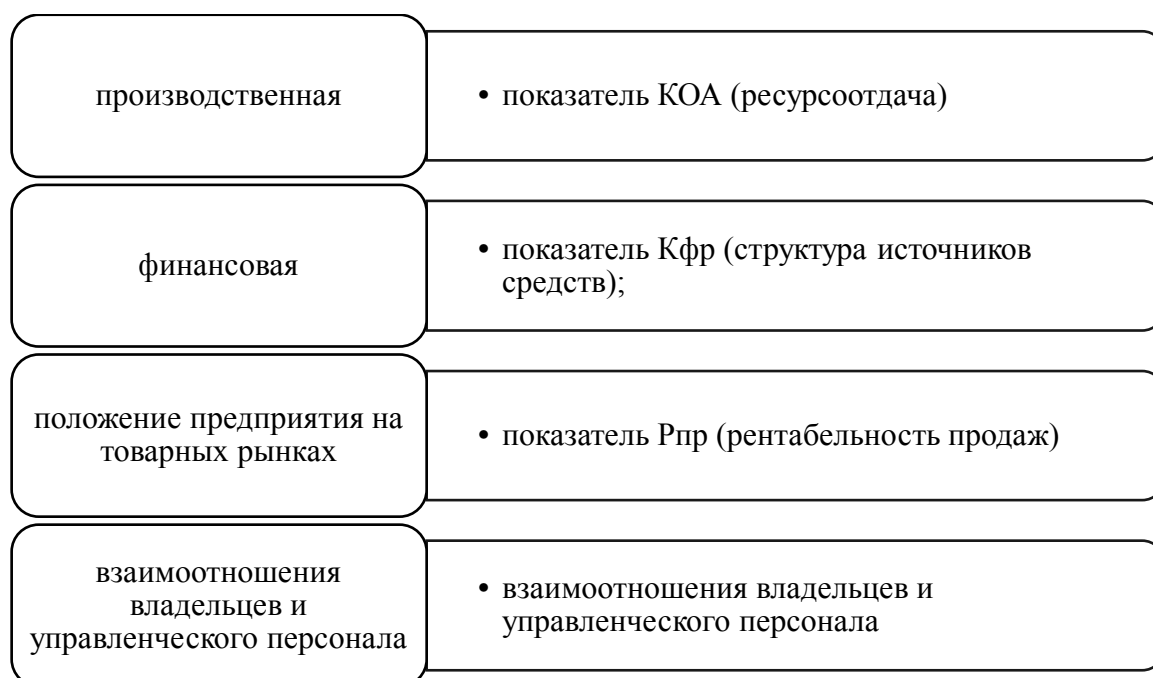 производственная
• показатель КОА (ресурсоотдача)
финансовая
• показатель Кфр (структура источников
средств);
положение предприятия на
товарных рынках
• показатель Рпр (рентабельность продаж)
взаимоотношения
владельцев и
управленческого персонала
• взаимоотношения владельцев и
управленческого персонала